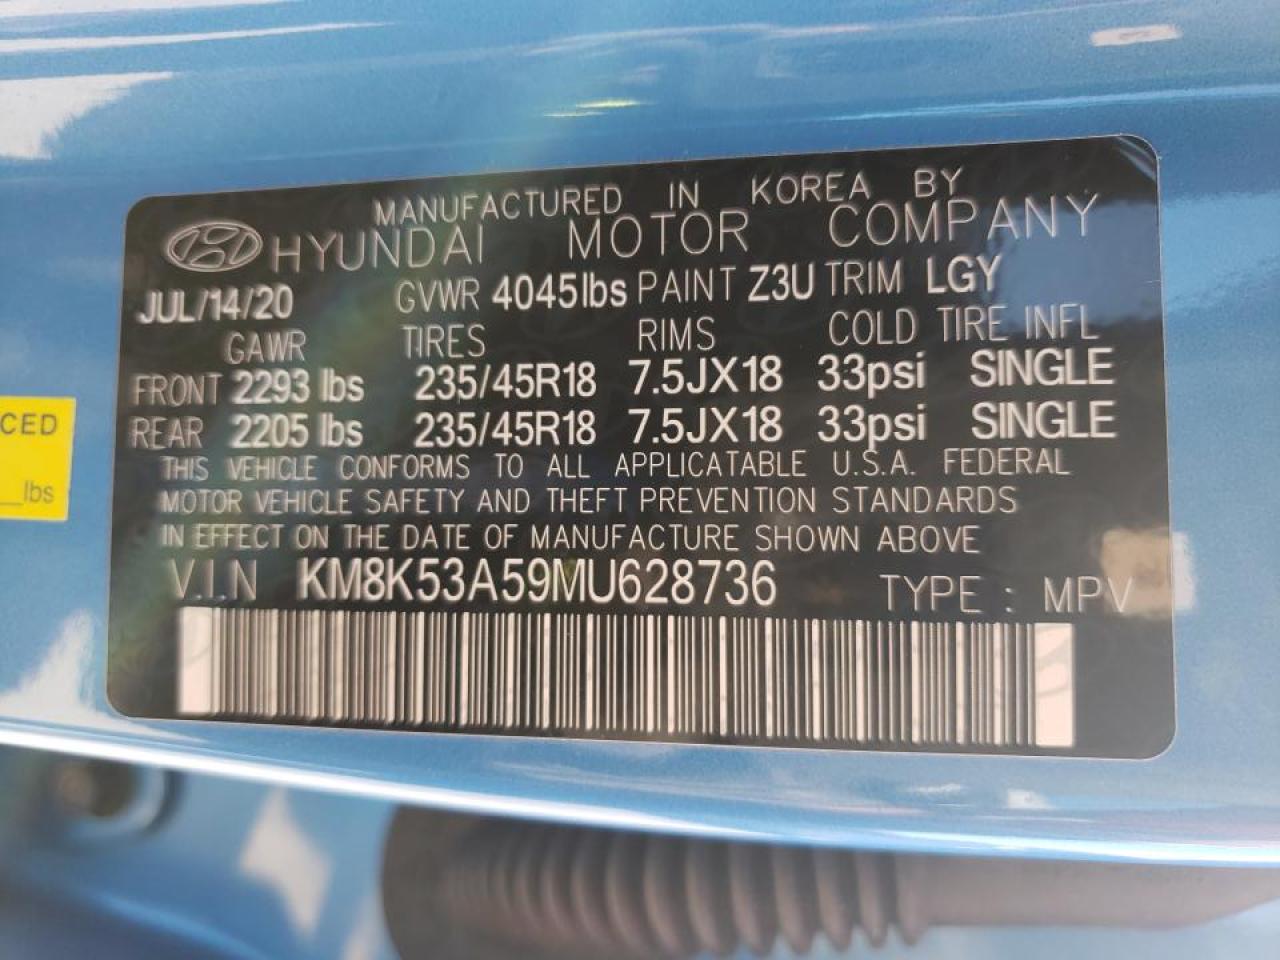 MANUFACTURED IN KOREA BY
HYUNDAI MOTOR COMPANY
JUL/14/20 GVWR 4045lbs PAINT Z3U TRIM LGY
GAWR TIRES RIMS COLD TIRE INFL
FRONT 2293 lbs 235/45R18 7.5JX18 33psi SINGLE
REAR 2205 lbs 235/45R18 7.5JX18 33psi SINGLE
THIS VEHICLE CONFORMS TO ALL APPLICATABLE U.S.A. FEDERAL
MOTOR VEHICLE SAFETY AND THEFT PREVENTION STANDARDS
IN EFFECT ON THE DATE OF MANUFACTURE SHOWN ABOVE
V.I.N KM8K53A59MU628736 TYPE : MPV
CED
_lbs